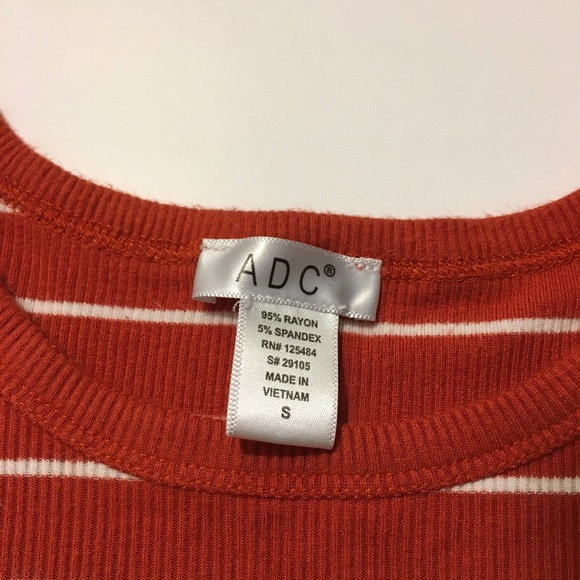 ADC®
95% RAYON
5% SPANDEX
RN# 125484
S# 29105
MADE IN
VIETNAM
S